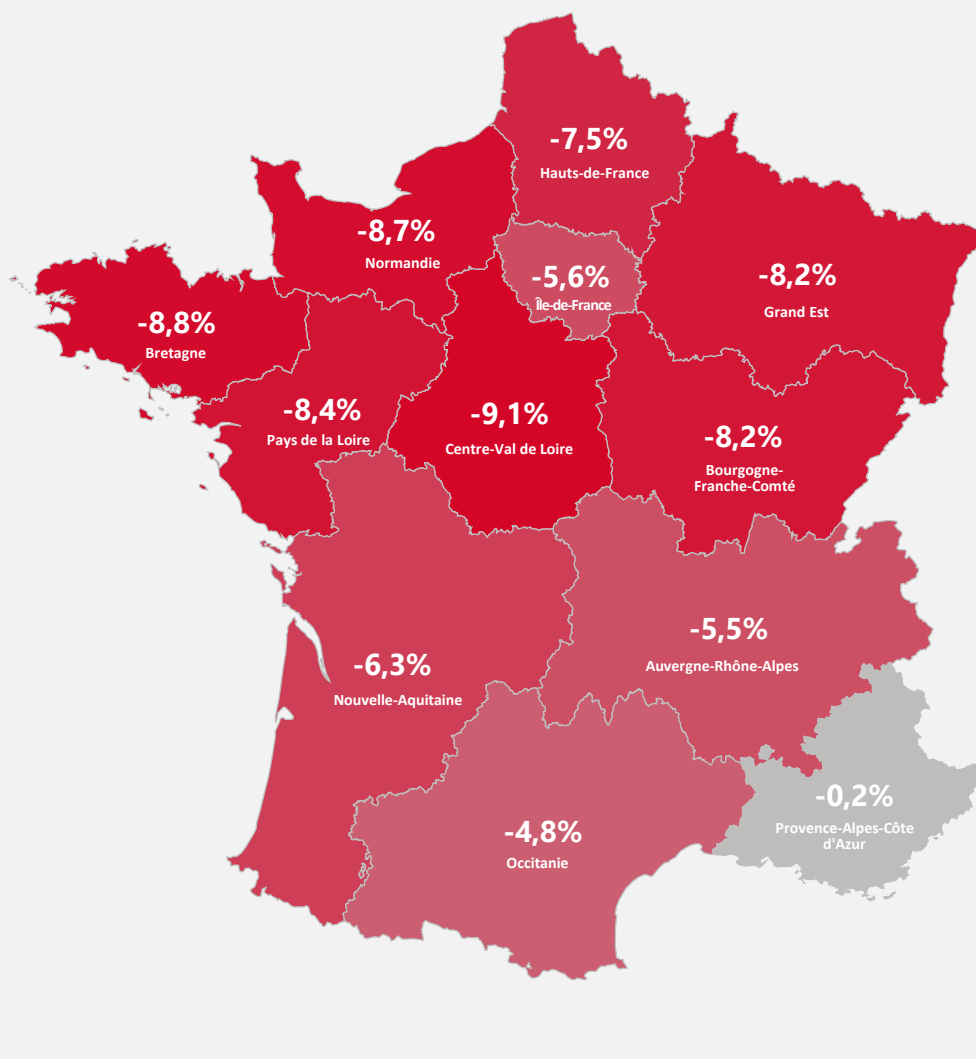 -7,5%
Hauts-de-France
-8,7%
Normandie
-5,6%
Île-de-France
-8,2%
Grand Est
-8,8%
Bretagne
-8,4%
Pays de la Loire
-9,1%
Centre-Val de Loire
-8,2%
Bourgogne-
Franche-Comté
-6,3%
Nouvelle-Aquitaine
-5,5%
Auvergne-Rhône-Alpes
-4,8%
Occitanie
-0,2%
Provence-Alpes-Côte
d'Azur